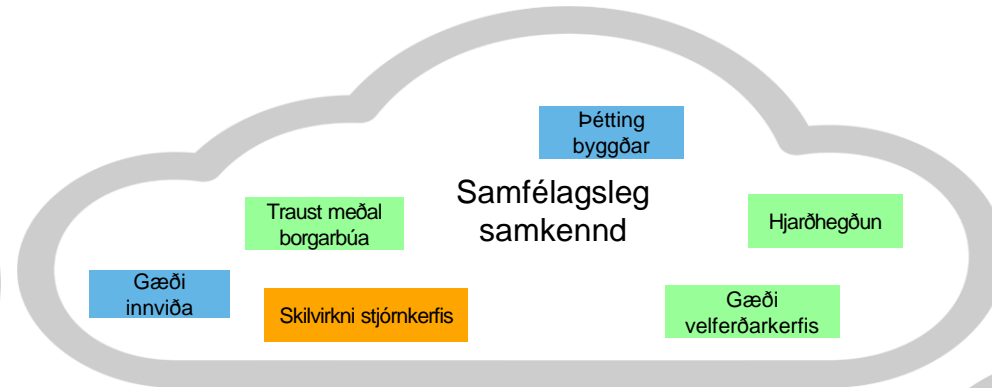 Þétting
byggðar
Samfélagsleg
samkennd
Traust meðal
borgarbúa
Hjarðhegðun
Gæði
innviða
Skilvirkni stjórnkerfis
Gæði
velferðarkerfis